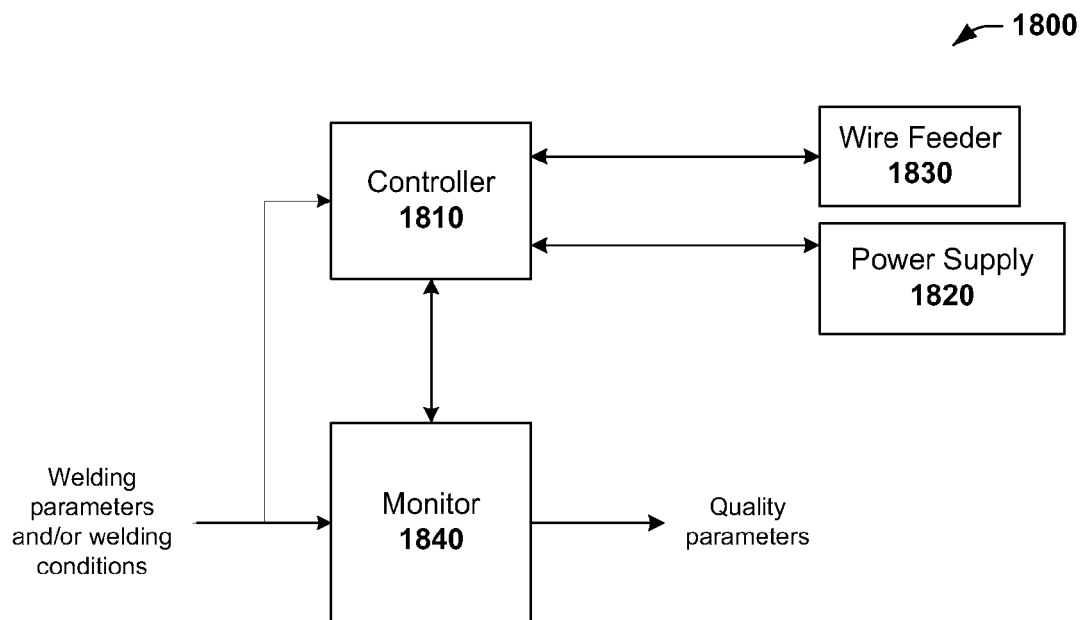 1800
Wire Feeder
1830
Controller
1810
Power Supply
1820
Welding
parameters
and/or welding
conditions
Monitor
1840
Quality
parameters